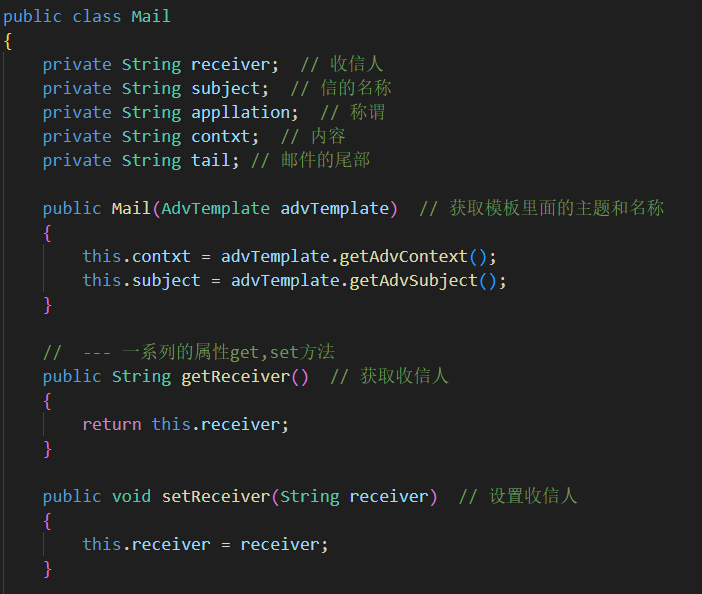 public class Mail
{
    private String receiver;  // 收信人
    private String subject;  // 信的名称
    private String appllation;  // 称谓
    private String contxt;  // 内容
    private String tail; // 邮件的尾部

    public Mail(AdvTemplate advTemplate)  // 获取模板里面的主题和名称
    {
        this.contxt = advTemplate.getAdvContext();
        this.subject = advTemplate.getAdvSubject();
    }

    //  --- 一系列的属性get,set方法
    public String getReceiver()  // 获取收信人
    {
        return this.receiver;
    }

    public void setReceiver(String receiver)  // 设置收信人
    {
        this.receiver = receiver;
    }